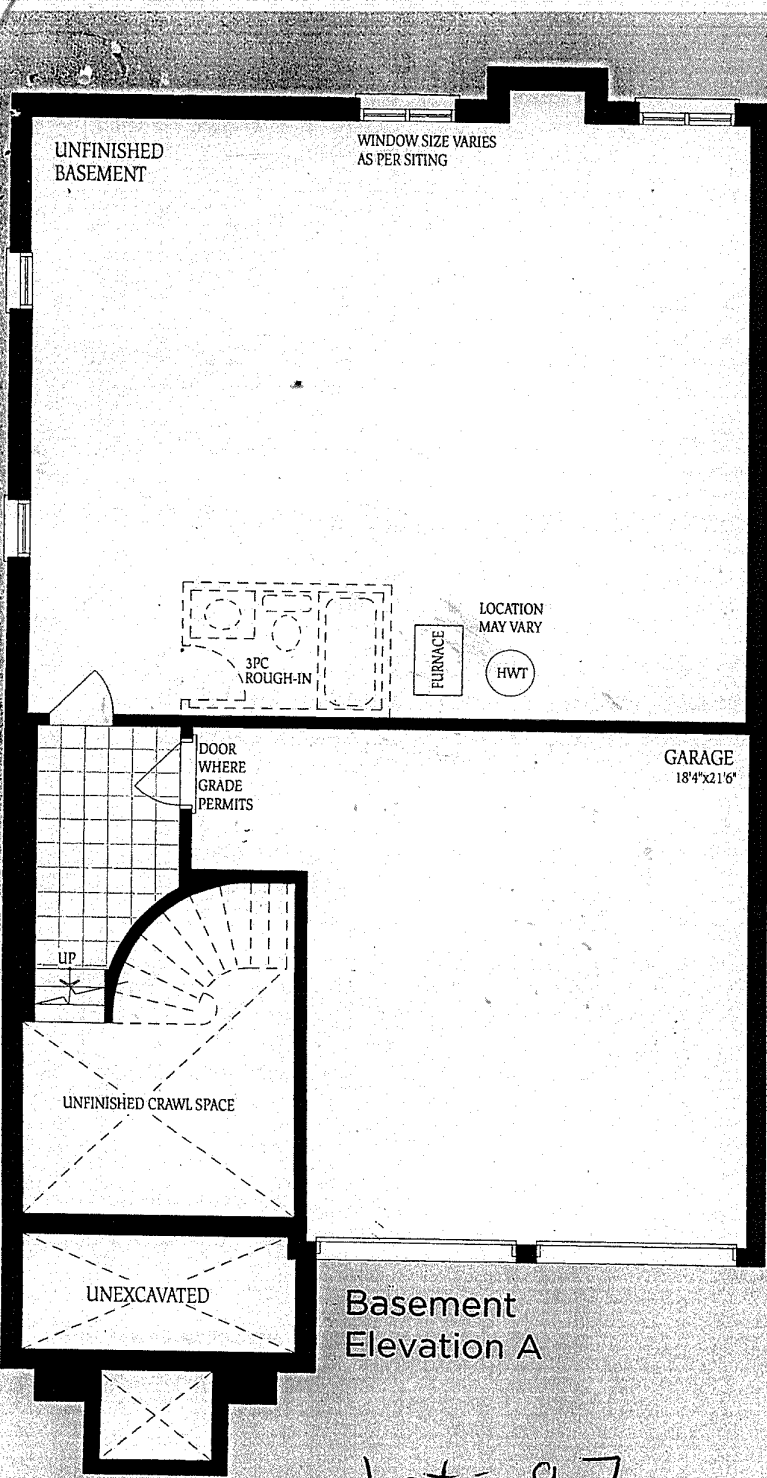 UNFINISHED
BASEMENT
WINDOW SIZE VARIES
AS PER SITING
LOCATION
MAY VARY
3PC
ROUGH-IN
FURNACE
HWT
DOOR
WHERE
GRADE
PERMITS
GARAGE
18'4"x21'6"
UP
UNFINISHED CRAWL SPACE
UNEXCAVATED
Basement
Elevation A